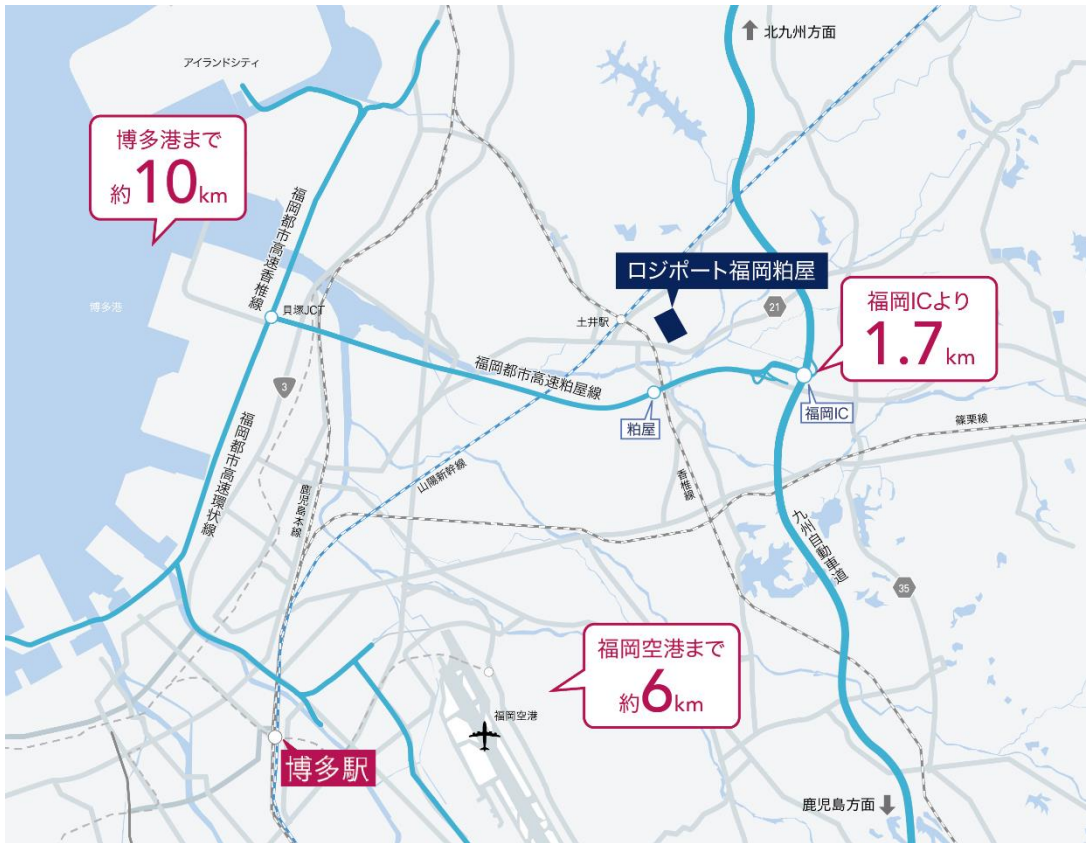 北九州方面
アイランドシティ
博多港まで
約10km
福岡都市高速香椎線
ロジポート福岡粕屋
博多港
貝塚JCT
土井駅
21
福岡ICより
1.7km
3
福岡都市高速粕屋線
粕屋
福岡IC
篠栗線
福岡都市高速環状線
鹿児島本線
山陽新幹線
香椎線
九州自動車道
35
福岡空港まで
約6km
福岡空港
博多駅
鹿児島方面